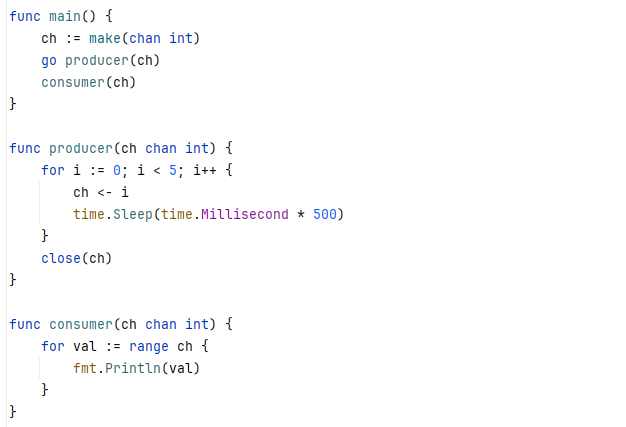 func main() {
    ch := make(chan int)
    go producer(ch)
    consumer(ch)
}

func producer(ch chan int) {
    for i := 0; i < 5; i++ {
        ch <- i
        time.Sleep(time.Millisecond * 500)
    }
    close(ch)
}

func consumer(ch chan int) {
    for val := range ch {
        fmt.Println(val)
    }
}